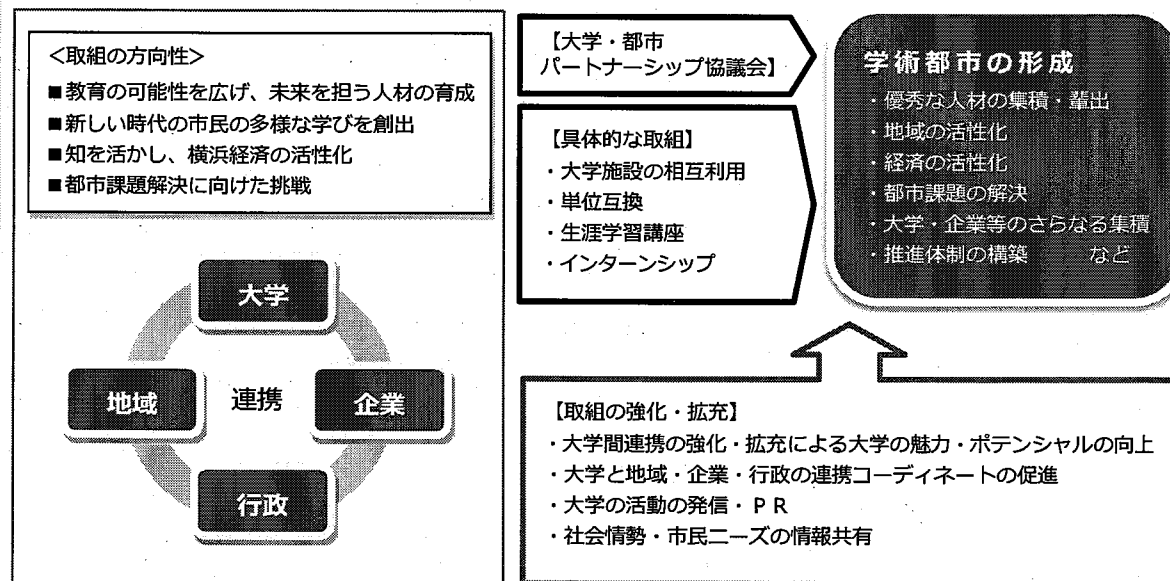 ＜取組の方向性＞
■教育の可能性を広げ、未来を担う人材の育成
■新しい時代の市民の多様な学びを創出
■知を活かし、横浜経済の活性化
■都市課題解決に向けた挑戦
大学
地域
連携
企業
行政
【大学・都市
パートナーシップ協議会】
【具体的な取組】
・大学施設の相互利用
・単位互換
・生涯学習講座
・インターンシップ
学術都市の形成
・優秀な人材の集積・輩出
・地域の活性化
・経済の活性化
・都市課題の解決
・大学・企業等のさらなる集積
・推進体制の構築　　など
【取組の強化・拡充】
・大学間連携の強化・拡充による大学の魅力・ポテンシャルの向上
・大学と地域・企業・行政の連携コーディネートの促進
・大学の活動の発信・ＰＲ
・社会情勢・市民ニーズの情報共有